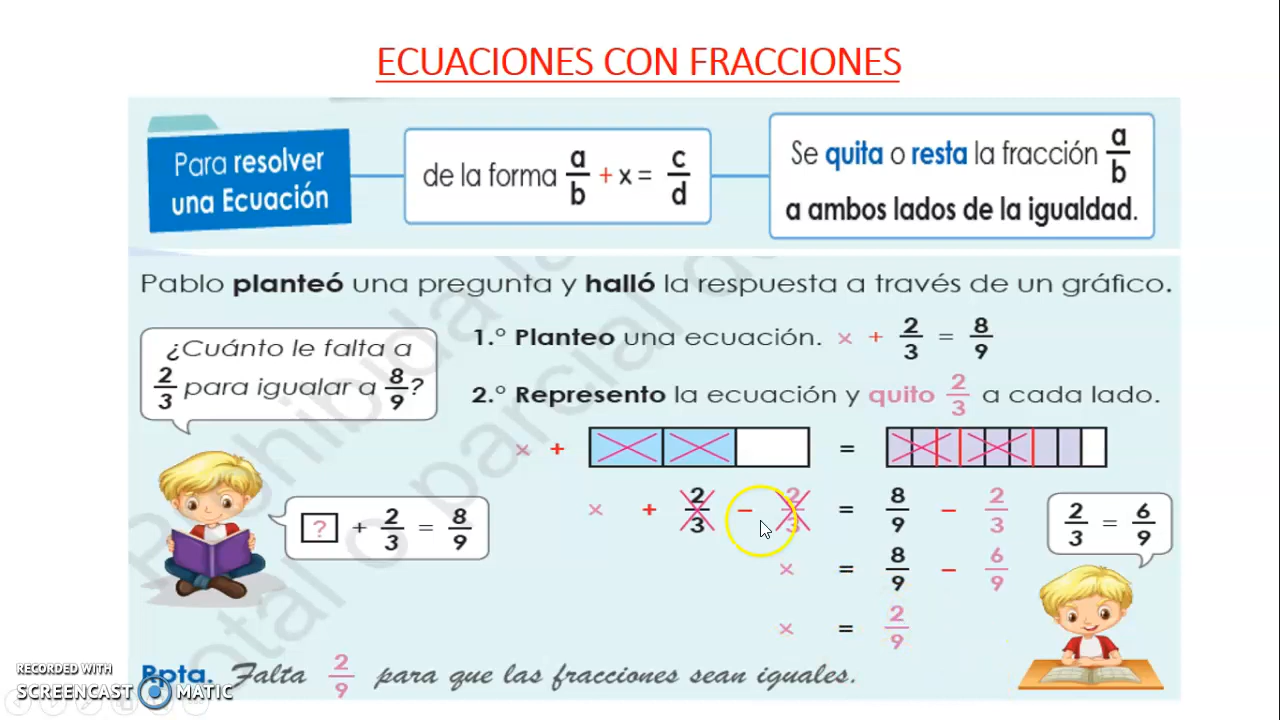 ECUACIONES CON FRACCIONES
Para resolver
una Ecuación
de la forma a/b + x = c/d
Se quita o resta la fracción a/b
a ambos lados de la igualdad.
Pablo planteó una pregunta y halló la respuesta a través de un gráfico.
¿Cuánto le falta a
2/3 para igualar a 8/9?
? + 2/3 = 8/9
1.° Planteo una ecuación. x + 2/3 = 8/9
2.° Represento la ecuación y quito 2/3 a cada lado.
x + =
x + 2/3 - 2/3 = 8/9 - 2/3
x = 8/9 - 6/9
x = 2/9
2/3 = 6/9
Rpta. Falta 2/9 para que las fracciones sean iguales.
RECORDED WITH
SCREENCAST MATIC